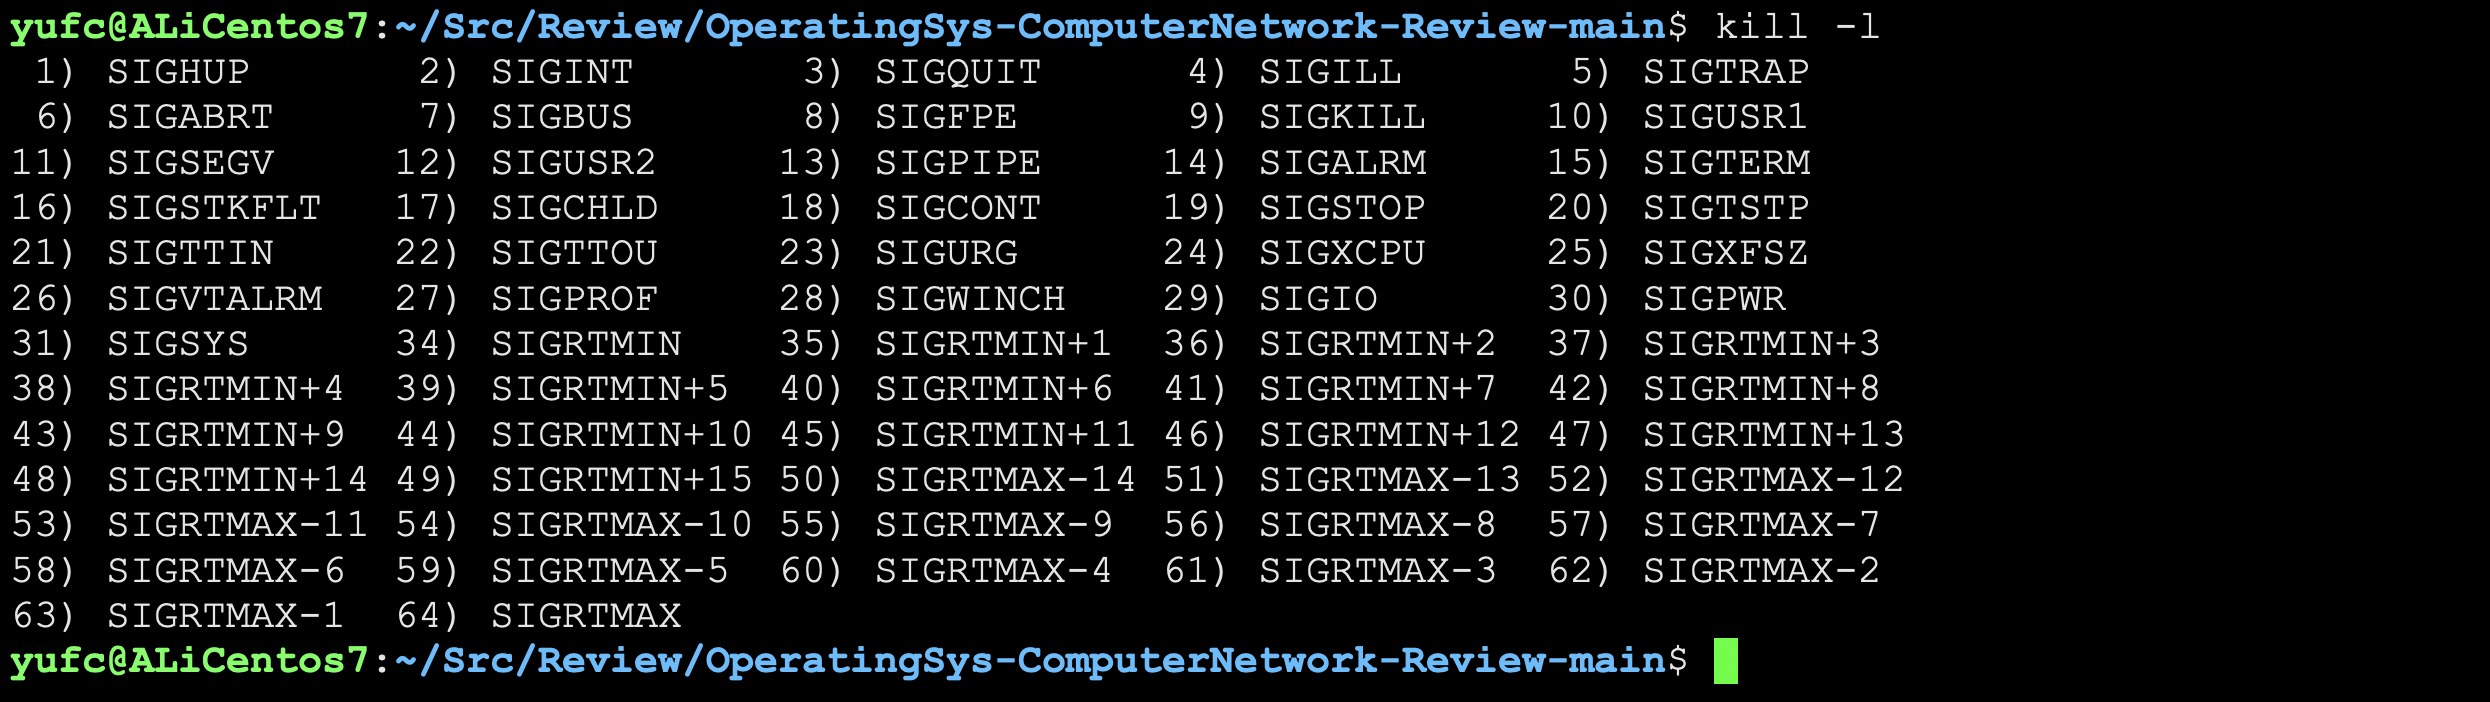 yufc@ALiCentos7:~/Src/Review/OperatingSys-ComputerNetwork-Review-main$ kill -l
 1) SIGHUP       2) SIGINT       3) SIGQUIT      4) SIGILL       5) SIGTRAP
 6) SIGABRT      7) SIGBUS       8) SIGFPE       9) SIGKILL     10) SIGUSR1
11) SIGSEGV     12) SIGUSR2     13) SIGPIPE     14) SIGALRM     15) SIGTERM
16) SIGSTKFLT   17) SIGCHLD     18) SIGCONT     19) SIGSTOP     20) SIGTSTP
21) SIGTTIN     22) SIGTTOU     23) SIGURG      24) SIGXCPU     25) SIGXFSZ
26) SIGVTALRM   27) SIGPROF     28) SIGWINCH    29) SIGIO       30) SIGPWR
31) SIGSYS      34) SIGRTMIN    35) SIGRTMIN+1  36) SIGRTMIN+2  37) SIGRTMIN+3
38) SIGRTMIN+4  39) SIGRTMIN+5  40) SIGRTMIN+6  41) SIGRTMIN+7  42) SIGRTMIN+8
43) SIGRTMIN+9  44) SIGRTMIN+10 45) SIGRTMIN+11 46) SIGRTMIN+12 47) SIGRTMIN+13
48) SIGRTMIN+14 49) SIGRTMIN+15 50) SIGRTMAX-14 51) SIGRTMAX-13 52) SIGRTMAX-12
53) SIGRTMAX-11 54) SIGRTMAX-10 55) SIGRTMAX-9  56) SIGRTMAX-8  57) SIGRTMAX-7
58) SIGRTMAX-6  59) SIGRTMAX-5  60) SIGRTMAX-4  61) SIGRTMAX-3  62) SIGRTMAX-2
63) SIGRTMAX-1  64) SIGRTMAX
yufc@ALiCentos7:~/Src/Review/OperatingSys-ComputerNetwork-Review-main$